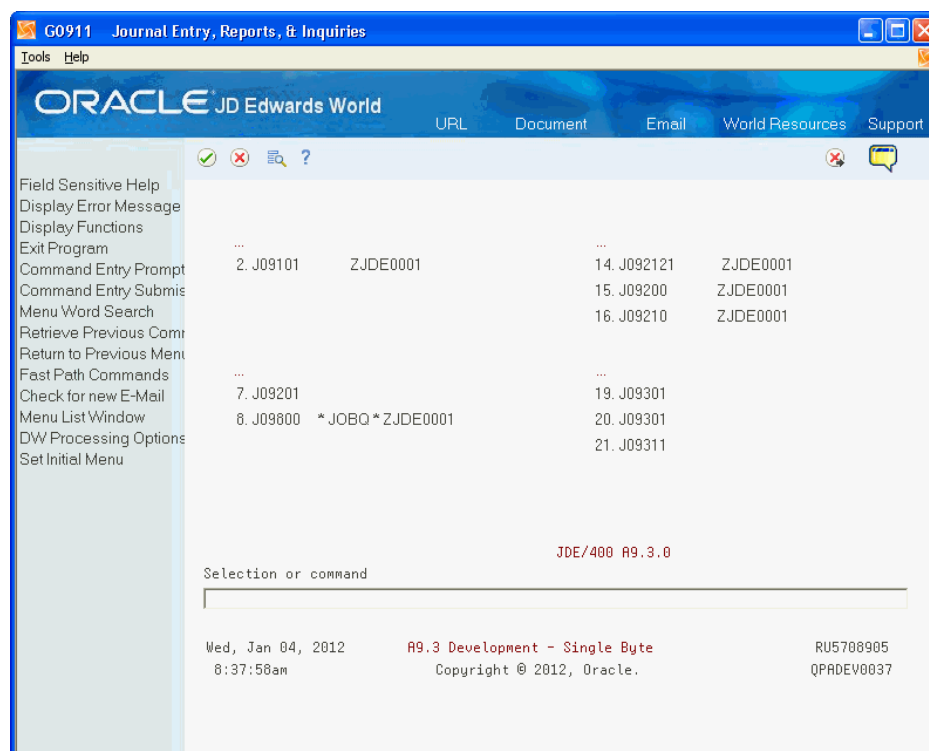 G0911 Journal Entry, Reports, & Inquiries
Tools Help
ORACLE JD Edwards World
URL Document Email World Resources Support
?
Field Sensitive Help
Display Error Message
Display Functions
Exit Program
Command Entry Prompt
Command Entry Submis
Menu Word Search
Retrieve Previous Comm
Return to Previous Menu
Fast Path Commands
Check for new E-Mail
Menu List Window
DW Processing Options
Set Initial Menu
... ...
2. J09101 ZJDE0001 14. J092121 ZJDE0001
15. J09200 ZJDE0001
16. J09210 ZJDE0001
... ...
7. J09201 19. J09301
8. J09800 *JOBQ* ZJDE0001 20. J09301
21. J09311
JDE/400 A9.3.0
Selection or command
Wed, Jan 04, 2012 A9.3 Development - Single Byte RU5708905
8:37:58am Copyright © 2012, Oracle. QPADEV0037